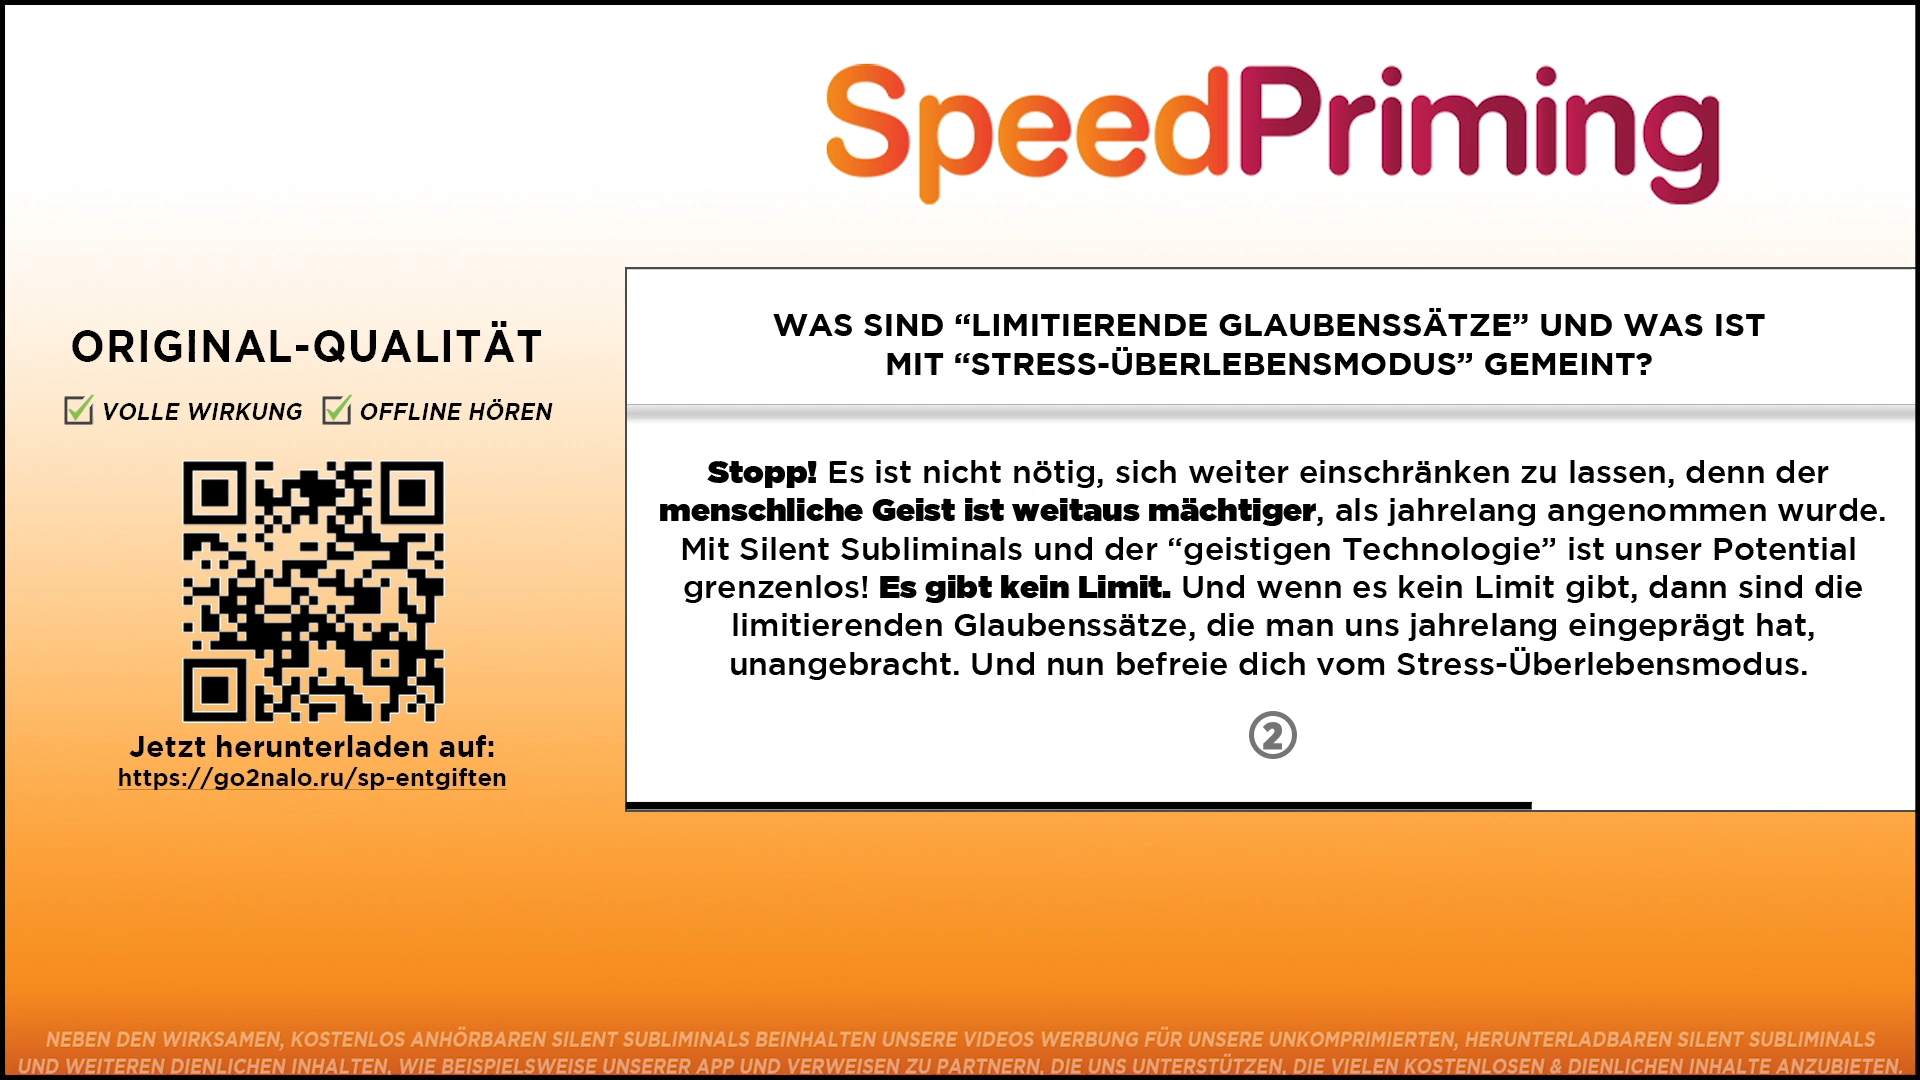 SpeedPriming
ORIGINAL-QUALITÄT
VOLLE WIRKUNG OFFLINE HÖREN
Jetzt herunterladen auf:
https://go2nalo.ru/sp-entgiften
WAS SIND “LIMITIERENDE GLAUBENSSÄTZE” UND WAS IST
MIT “STRESS-ÜBERLEBENSMODUS” GEMEINT?
Stopp! Es ist nicht nötig, sich weiter einschränken zu lassen, denn der
menschliche Geist ist weitaus mächtiger, als jahrelang angenommen wurde.
Mit Silent Subliminals und der “geistigen Technologie” ist unser Potential
grenzenlos! Es gibt kein Limit. Und wenn es kein Limit gibt, dann sind die
limitierenden Glaubenssätze, die man uns jahrelang eingeprägt hat,
unangebracht. Und nun befreie dich vom Stress-Überlebensmodus.
2
NEBEN DEN WIRKSAMEN, KOSTENLOS ANHÖRBAREN SILENT SUBLIMINALS BEINHALTEN UNSERE VIDEOS WERBUNG FÜR UNSERE UNKOMPRIMIERTEN, HERUNTERLADBAREN SILENT SUBLIMINALS
UND WEITEREN DIENLICHEN INHALTEN, WIE BEISPIELSWEISE UNSERER APP UND VERWEISEN ZU PARTNERN, DIE UNS UNTERSTÜTZEN, DIE VIELEN KOSTENLOSEN & DIENLICHEN INHALTE ANZUBIETEN.